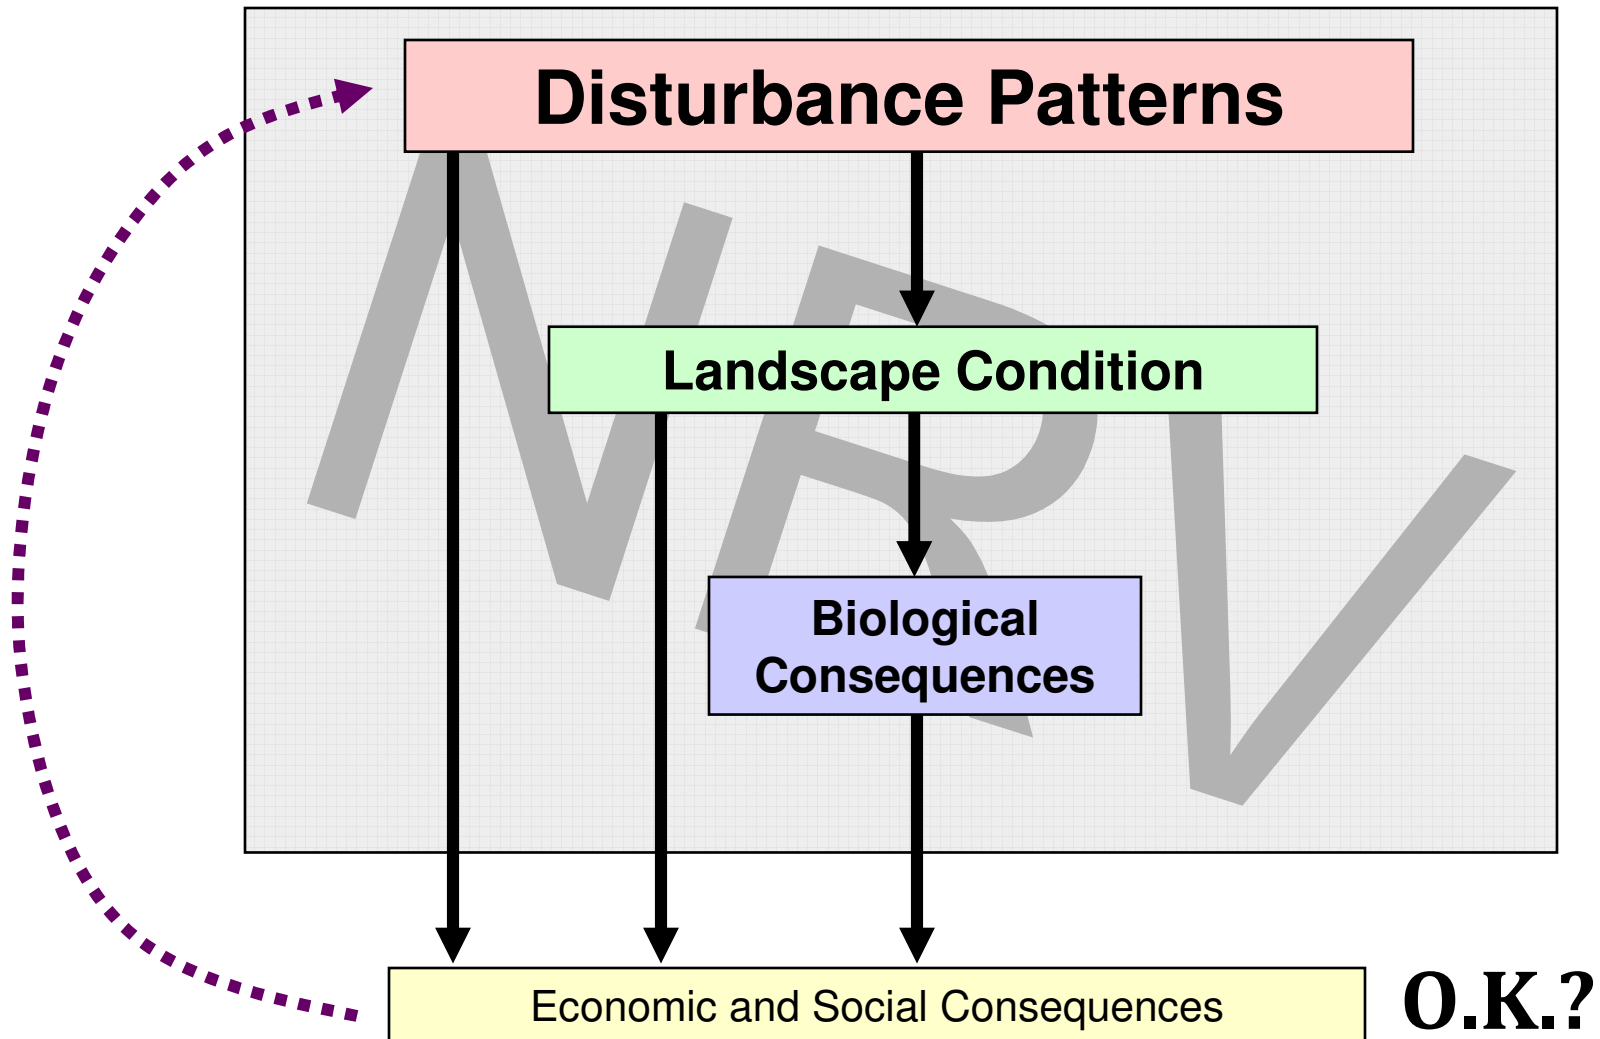 Disturbance Patterns
NRV
Landscape Condition
Biological
Consequences
Economic and Social Consequences
O.K.?